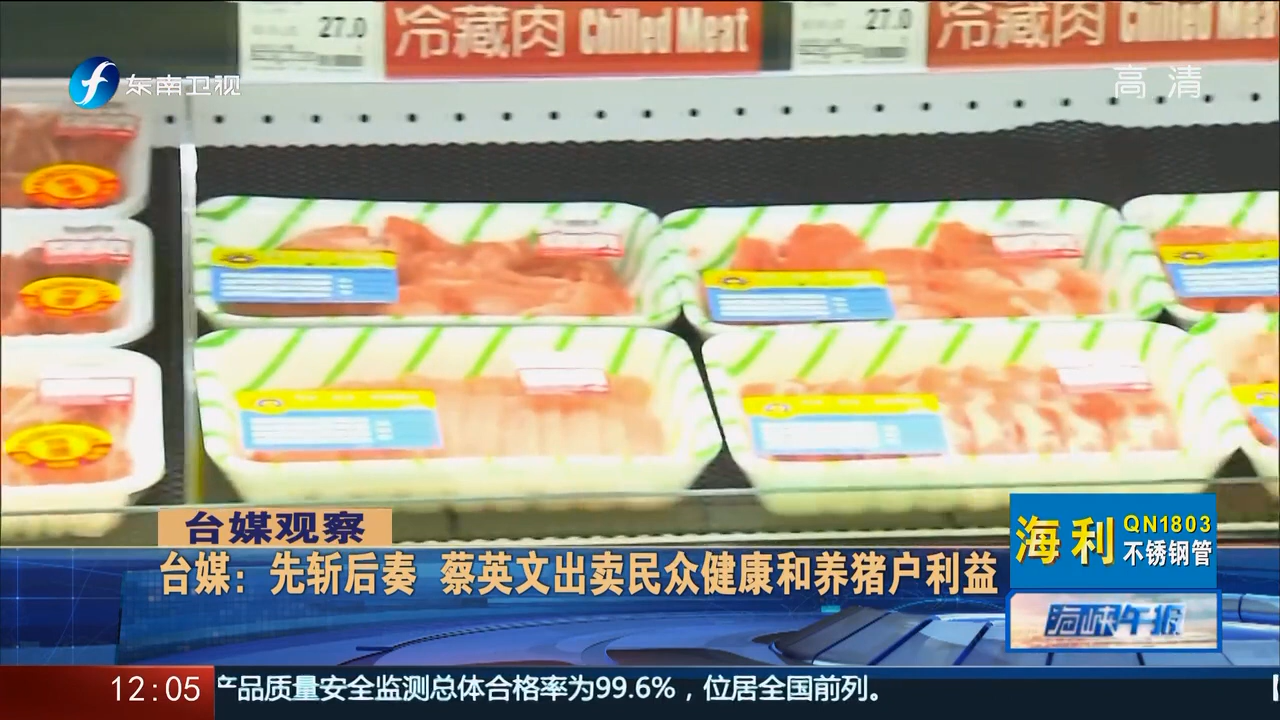 27.0
冷藏肉 Chilled Meat
27.0
冷藏肉 Chilled Meat
东南卫视
高清
台媒观察
台媒：先斩后奏 蔡英文出卖民众健康和养猪户利益
海利
QN1803
不锈钢管
海峡午报
12:05
产品质量安全监测总体合格率为99.6%，位居全国前列。